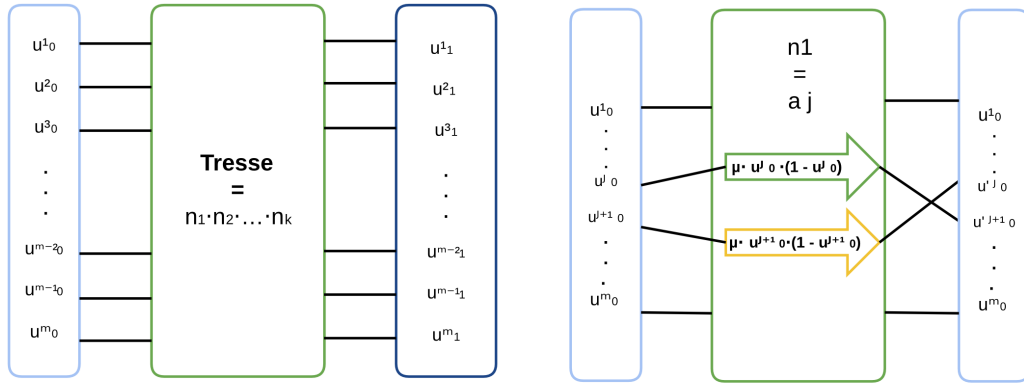 u¹₀
u²₀
u³₀
.
.
.
uᵐ⁻²₀
uᵐ⁻¹₀
uᵐ₀
Tresse
=
n₁·n₂·…·nₖ
u¹₁
u²₁
u³₁
.
.
.
uᵐ⁻²₁
uᵐ⁻¹₁
uᵐ₁
u¹₀
.
.
.
uʲ ₀
uʲ⁺¹ ₀
.
.
.
uᵐ₀
n1
=
a j
μ· uʲ ₀ ·(1 - uʲ ₀)
μ· uʲ⁺¹ ₀·(1 - uʲ⁺¹ ₀)
u¹₀
.
.
.
u'ʲ ₀
u'ʲ⁺¹ ₀
.
.
.
uᵐ₀